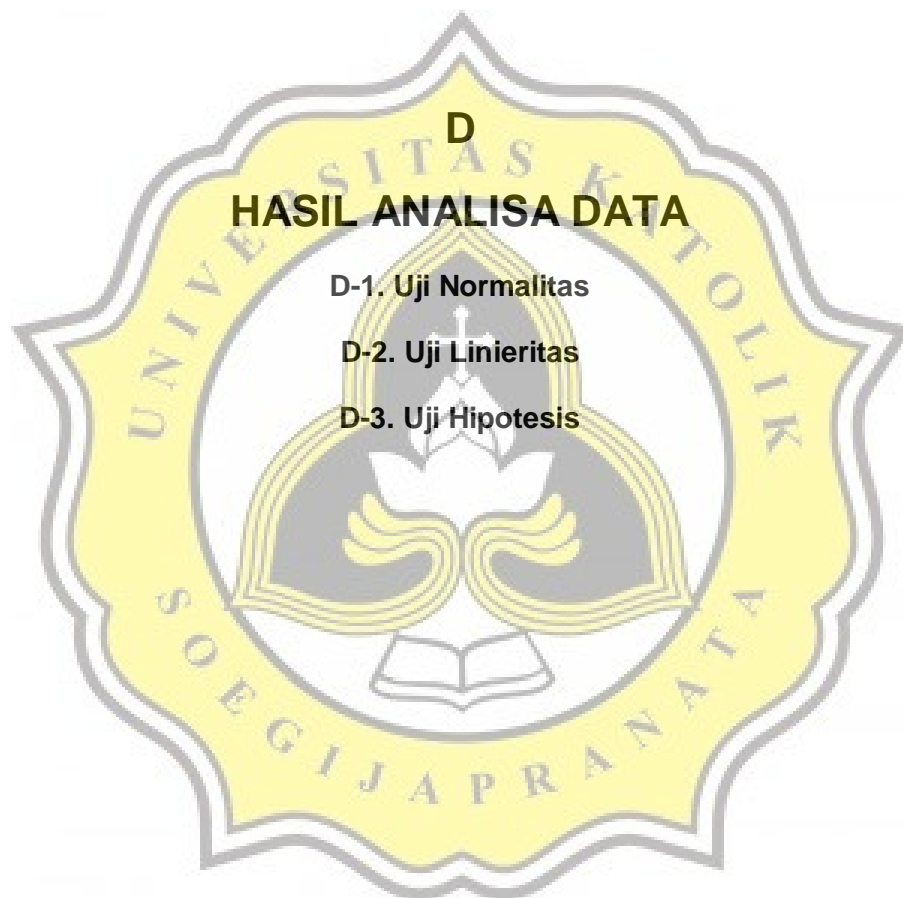 D
HASIL ANALISA DATA
D-1. Uji Normalitas
D-2. Uji Linieritas
D-3. Uji Hipotesis
UNIVERSITAS KATOLIK
SOEGIJAPRANATA